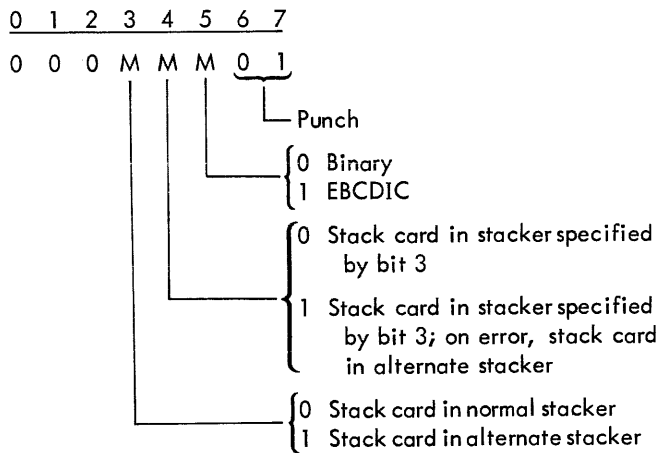 0 1 2 3 4 5 6 7
0 0 0 M M M 0 1
Punch
0 Binary
1 EBCDIC
0 Stack card in stacker specified
by bit 3
1 Stack card in stacker specified
by bit 3; on error, stack card
in alternate stacker
0 Stack card in normal stacker
1 Stack card in alternate stacker